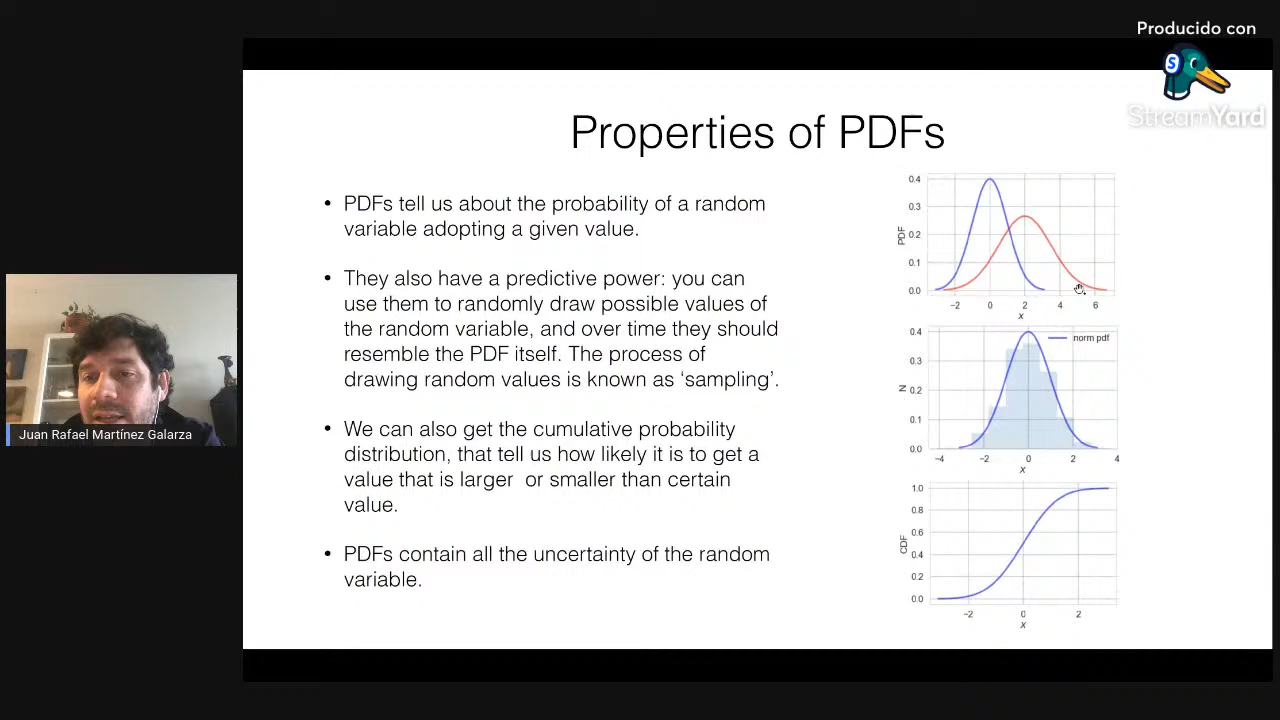 Producido con
StreamYard
Properties of PDFs
• PDFs tell us about the probability of a random
variable adopting a given value.
• They also have a predictive power: you can
use them to randomly draw possible values of
the random variable, and over time they should
resemble the PDF itself. The process of
drawing random values is known as ‘sampling’.
• We can also get the cumulative probability
distribution, that tell us how likely it is to get a
value that is larger or smaller than certain
value.
• PDFs contain all the uncertainty of the random
variable.
0.4
0.3
0.2
0.1
0.0
PDF
−2 0 2 4 6
x
norm pdf
0.4
0.3
0.2
0.1
0.0
N
−4 −2 0 2 4
x
1.0
0.8
0.6
0.4
0.2
0.0
CDF
−2 0 2
x
Juan Rafael Martínez Galarza